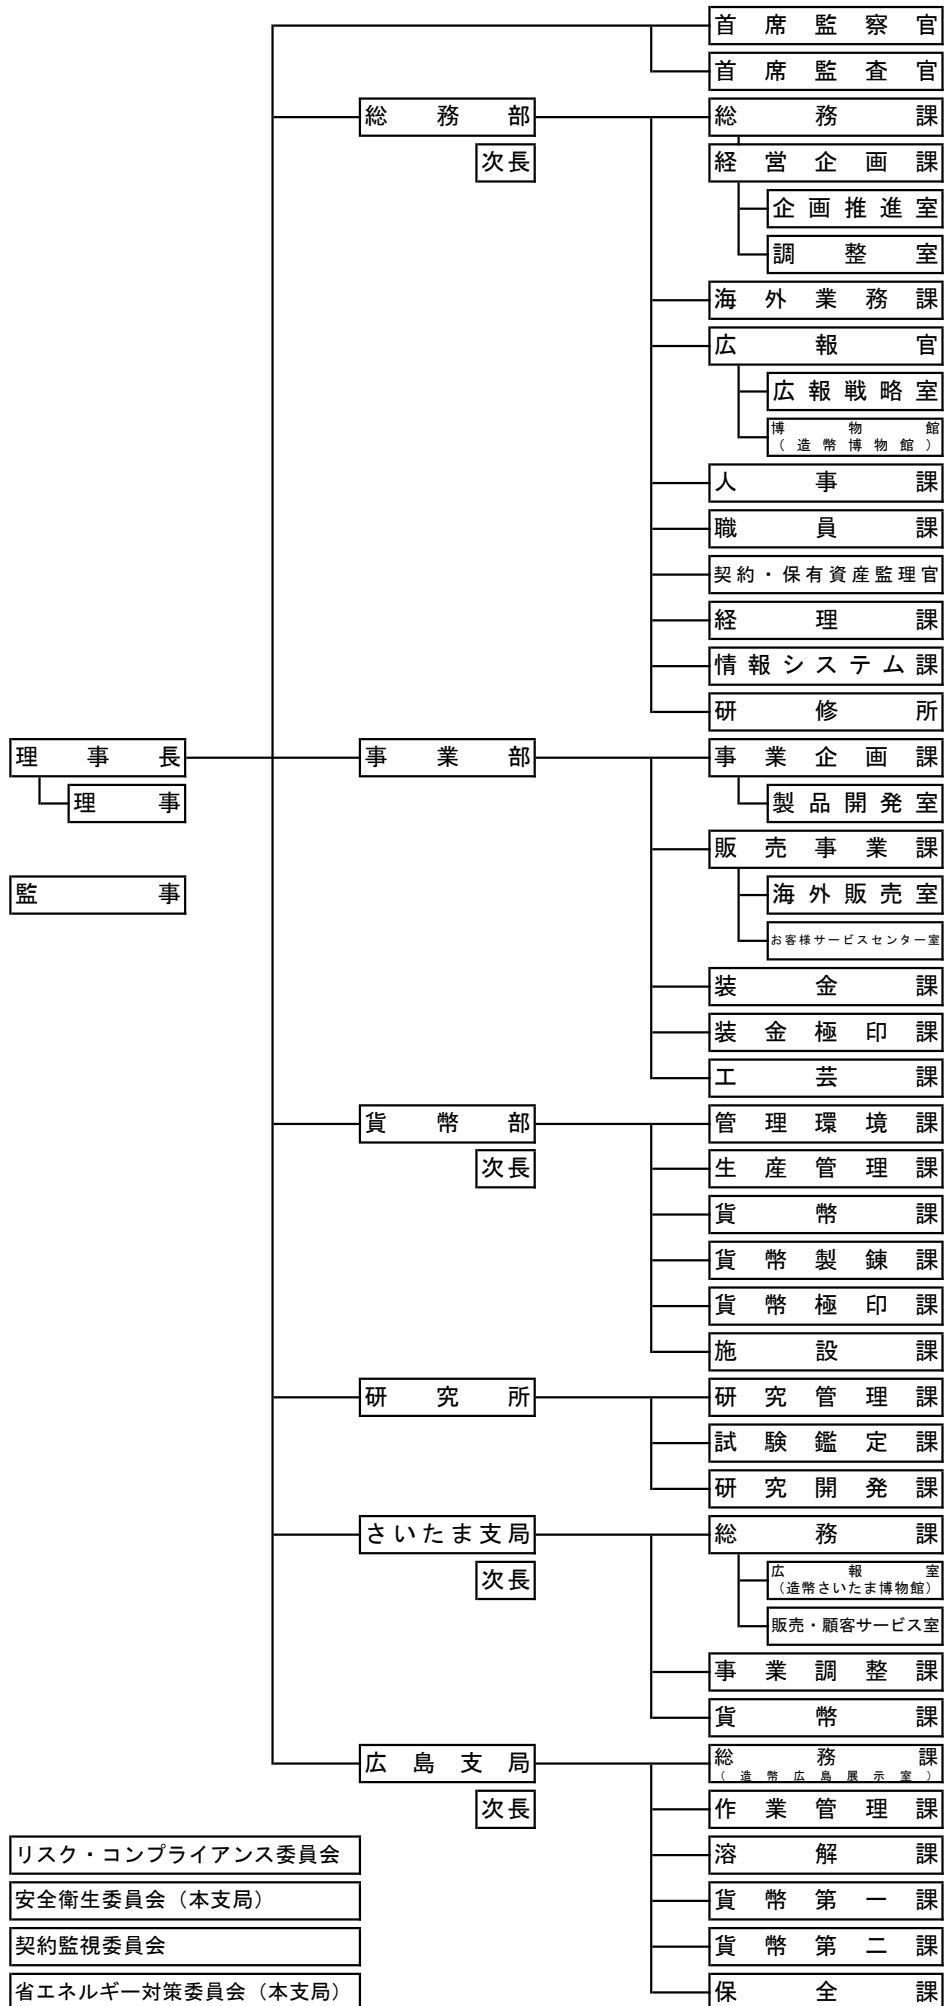 首席監察官
首席監査官
総務部
総務課
次長
経営企画課
企画推進室
調整室
海外業務課
広報官
広報戦略室
博物館
（造幣博物館）
人事課
職員課
契約・保有資産監理官
経理課
情報システム課
研修所
理事長
事業部
事業企画課
理事
製品開発室
販売事業課
監事
海外販売室
お客様サービスセンター室
装金課
装金極印課
工芸課
貨幣部
管理環境課
次長
生産管理課
貨幣課
貨幣製錬課
貨幣極印課
施設課
研究所
研究管理課
試験鑑定課
研究開発課
さいたま支局
総務課
次長
広報室
（造幣さいたま博物館）
販売・顧客サービス室
事業調整課
貨幣課
広島支局
総務課
（造幣広島展示室）
次長
作業管理課
リスク・コンプライアンス委員会
溶解課
安全衛生委員会（本支局）
貨幣第一課
契約監視委員会
貨幣第二課
省エネルギー対策委員会（本支局）
保全課